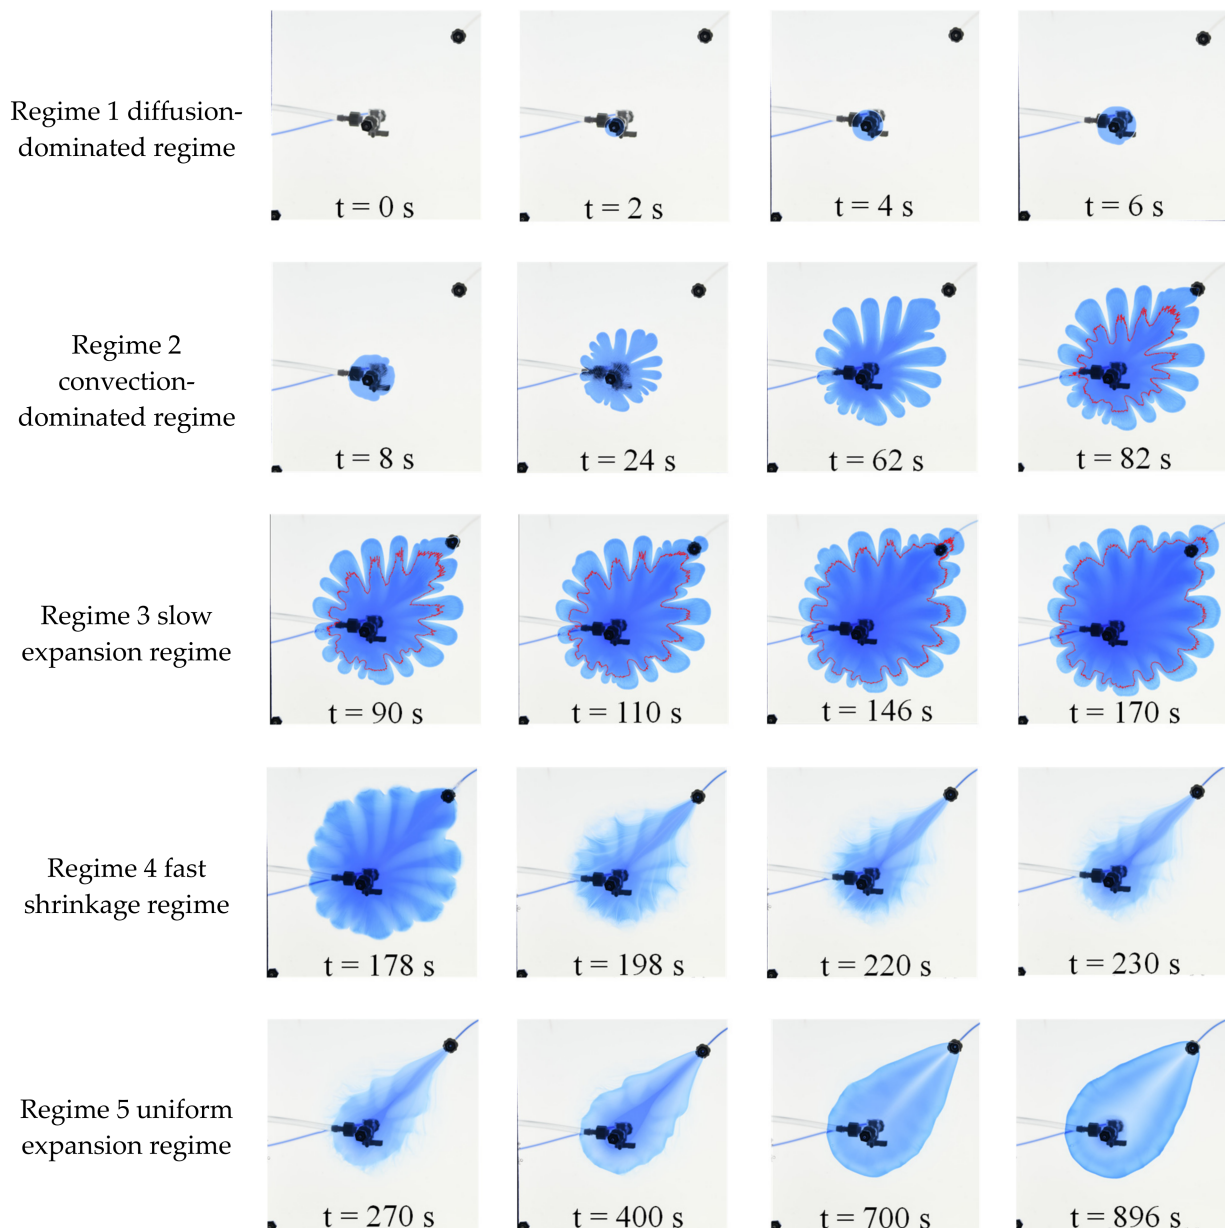 Regime 1 diffusion-
dominated regime
t = 0 s
t = 2 s
t = 4 s
t = 6 s
Regime 2
convection-
dominated regime
t = 8 s
t = 24 s
t = 62 s
t = 82 s
Regime 3 slow
expansion regime
t = 90 s
t = 110 s
t = 146 s
t = 170 s
Regime 4 fast
shrinkage regime
t = 178 s
t = 198 s
t = 220 s
t = 230 s
Regime 5 uniform
expansion regime
t = 270 s
t = 400 s
t = 700 s
t = 896 s